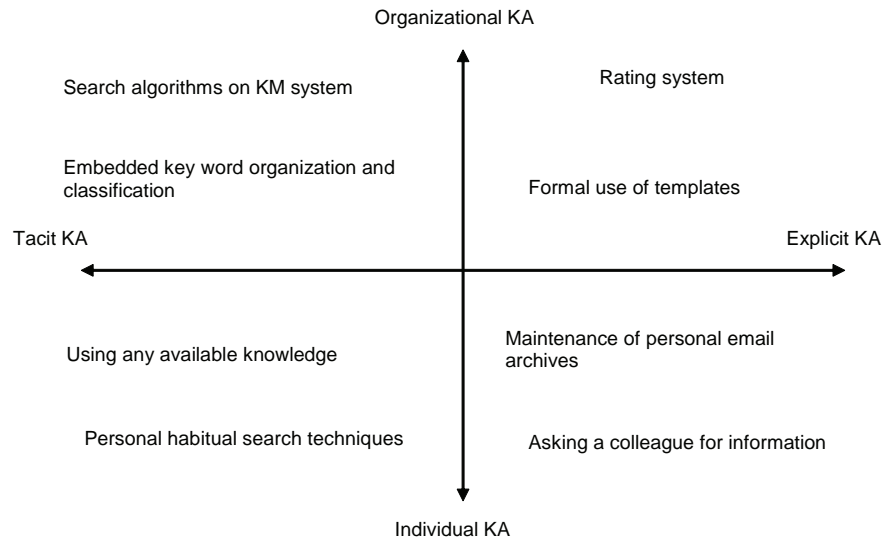 Organizational KA
Search algorithms on KM system
Rating system
Embedded key word organization and
classification
Formal use of templates
Tacit KA
Explicit KA
Using any available knowledge
Maintenance of personal email
archives
Personal habitual search techniques
Asking a colleague for information
Individual KA